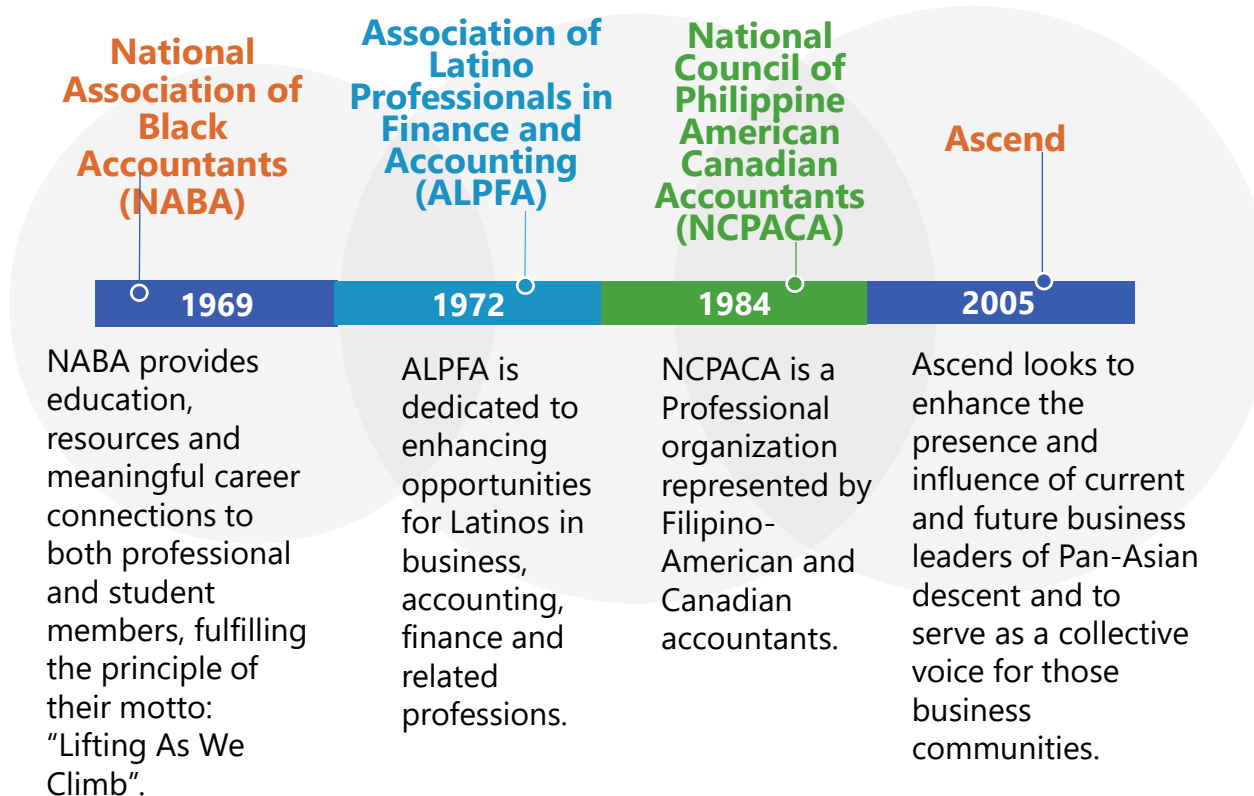 National
Association of
Black
Accountants
(NABA)
Association of
Latino
Professionals in
Finance and
Accounting
(ALPFA)
National
Council of
Philippine
American
Canadian
Accountants
(NCPACA)
Ascend
1969
1972
1984
2005
NABA provides
education,
resources and
meaningful career
connections to
both professional
and student
members, fulfilling
the principle of
their motto:
“Lifting As We
Climb”.
ALPFA is
dedicated to
enhancing
opportunities
for Latinos in
business,
accounting,
finance and
related
professions.
NCPACA is a
Professional
organization
represented by
Filipino-
American and
Canadian
accountants.
Ascend looks to
enhance the
presence and
influence of current
and future business
leaders of Pan-Asian
descent and to
serve as a collective
voice for those
business
communities.